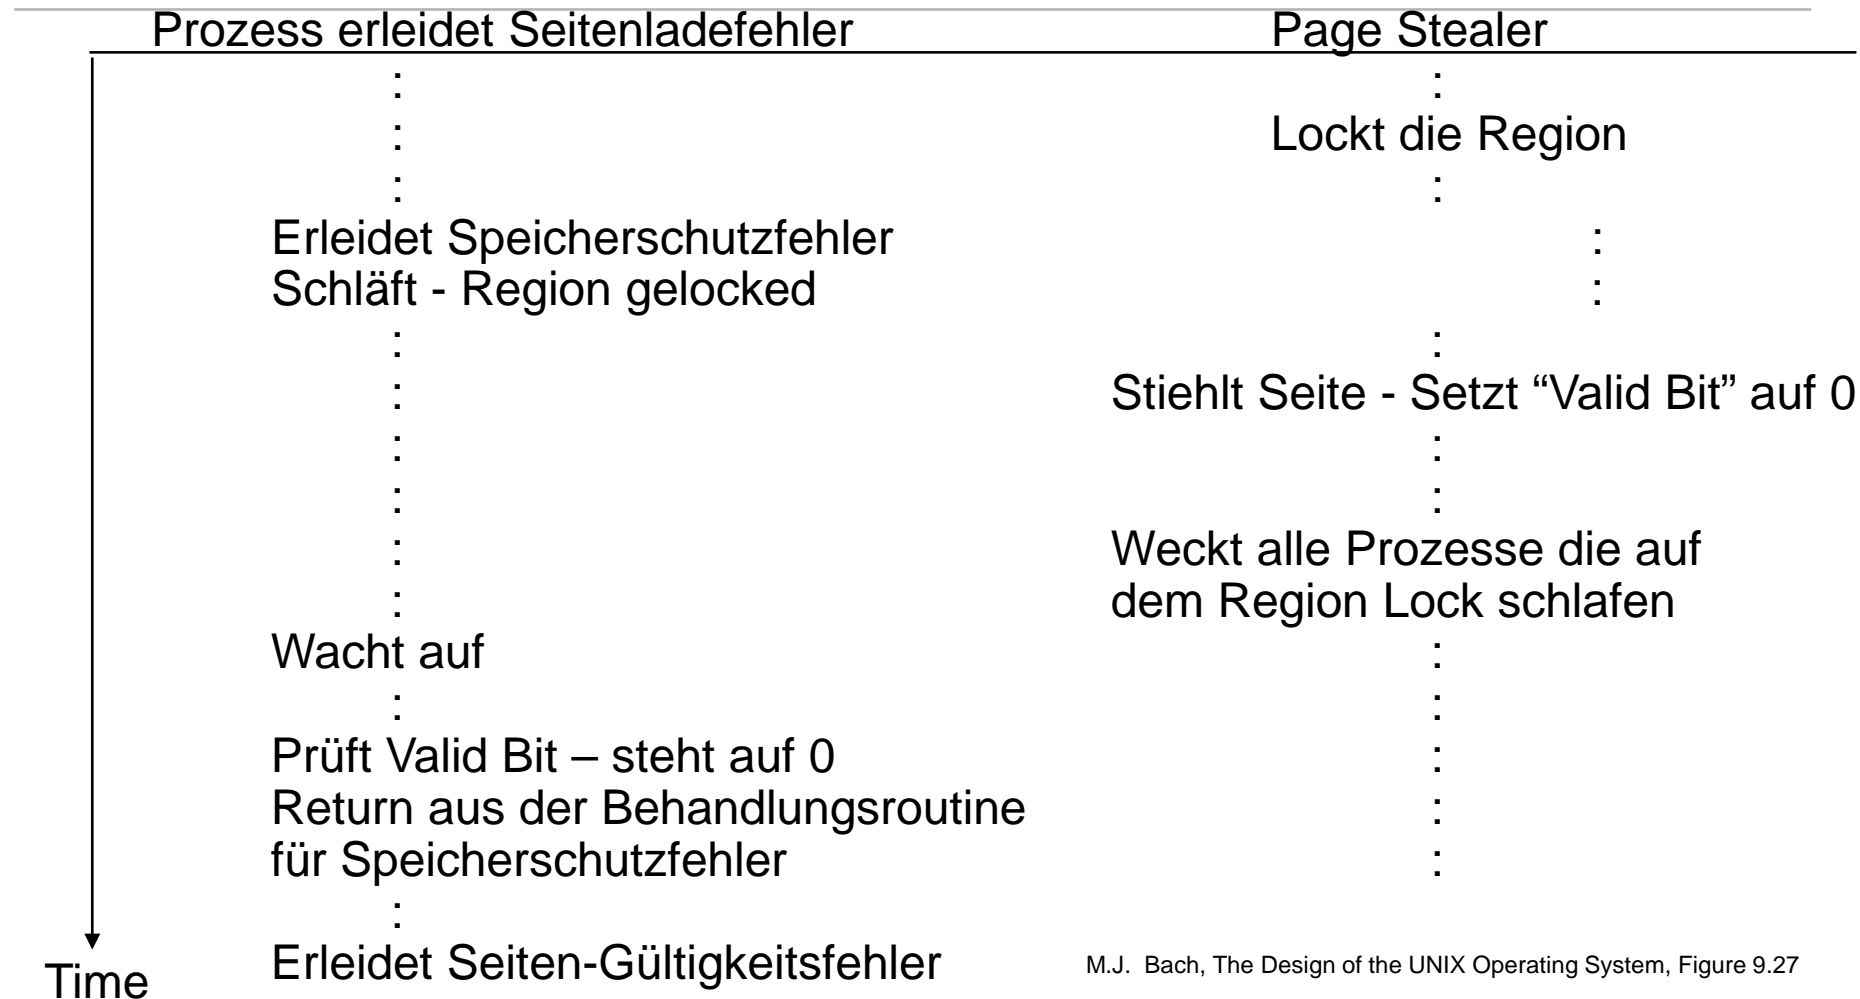 Prozess erleidet Seitenladefehler Page Stealer
: :
: Lockt die Region
: :
Erleidet Speicherschutzfehler :
Schläft - Region gelocked :
: :
: Stiehlt Seite - Setzt “Valid Bit” auf 0
: :
: :
: Weckt alle Prozesse die auf
: dem Region Lock schlafen
Wacht auf :
: :
Prüft Valid Bit – steht auf 0 :
Return aus der Behandlungsroutine :
für Speicherschutzfehler :
:
Erleidet Seiten-Gültigkeitsfehler M.J. Bach, The Design of the UNIX Operating System, Figure 9.27
Time